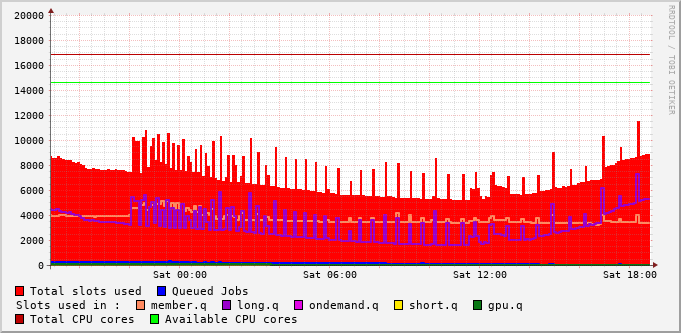 20000
18000
16000
14000
12000
10000
8000
6000
4000
2000
0
Sat 00:00 Sat 06:00 Sat 12:00 Sat 18:00
RRDTOOL / TOBI OETIKER
Total slots used Queued Jobs
Slots used in : member.q long.q ondemand.q short.q gpu.q
Total CPU cores Available CPU cores